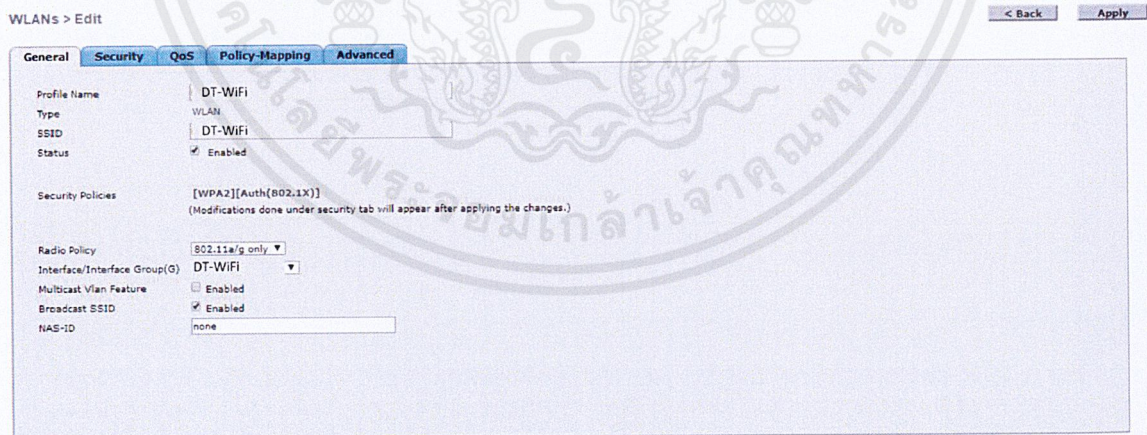 WLANs > Edit
< Back
Apply
General
Security
QoS
Policy-Mapping
Advanced
Profile Name
DT-WiFi
Type
WLAN
SSID
DT-WiFi
Status
Enabled
Security Policies
[WPA2][Auth(802.1X)]
(Modifications done under security tab will appear after applying the changes.)
Radio Policy
802.11a/g only
Interface/Interface Group(G)
DT-WiFi
Multicast Vlan Feature
Enabled
Broadcast SSID
Enabled
NAS-ID
none